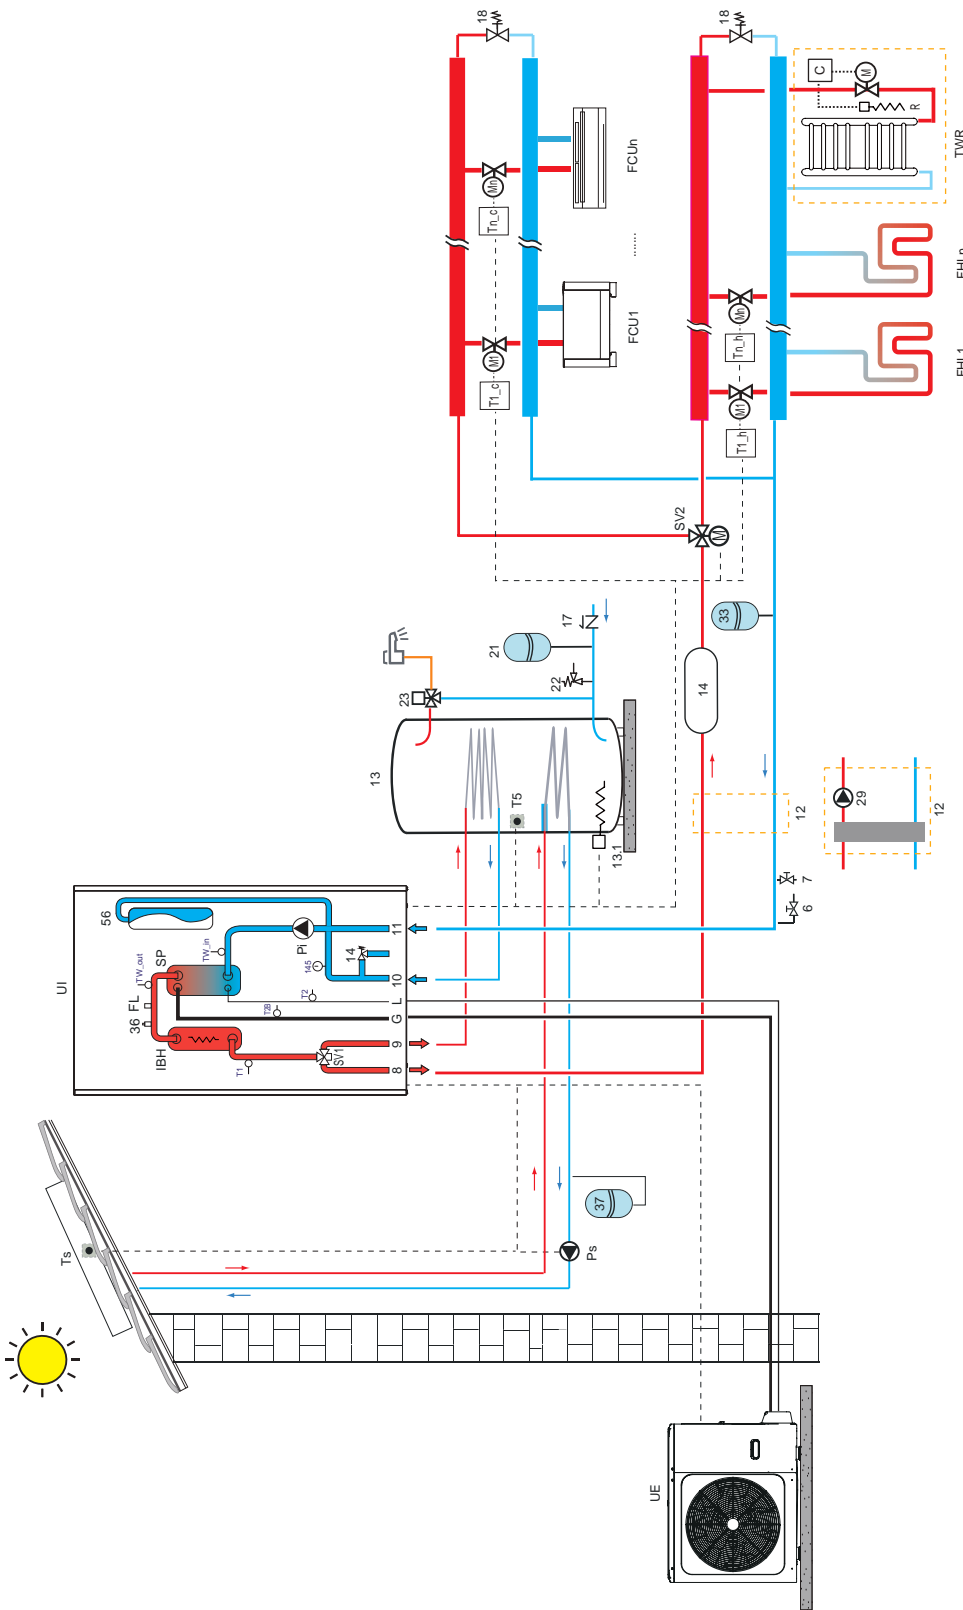 18
18
C
M
R
TWR
FCUn
Mn
Tn_c
FCU1
M1
T1_c
FHLn
Mn
Tn_h
FHL1
M1
T1_h
SV2
M
17
21
22
23
33
14
13
T5
13.1
12
29
12
7
6
UI
56
SP
TW_out
TW_in
FL
36
IBH
Pi
145
14
T2
T2B
T1
SV1
11
10
L
G
9
8
37
Ps
Ts
UE